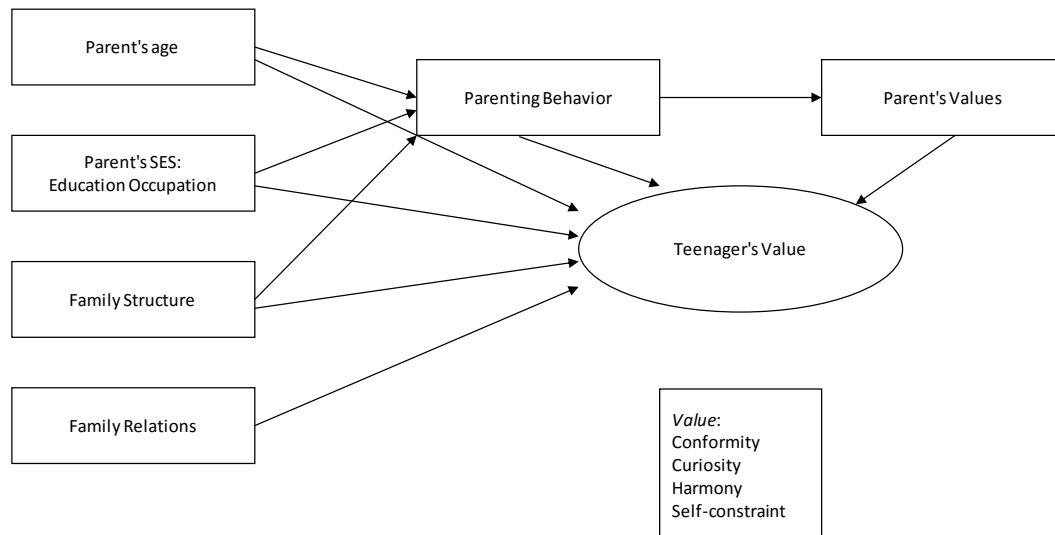 Parent's age
Parenting Behavior
Parent's Values
Parent's SES:
Education Occupation
Teenager's Value
Family Structure
Family Relations
Value:
Conformity
Curiosity
Harmony
Self-constraint